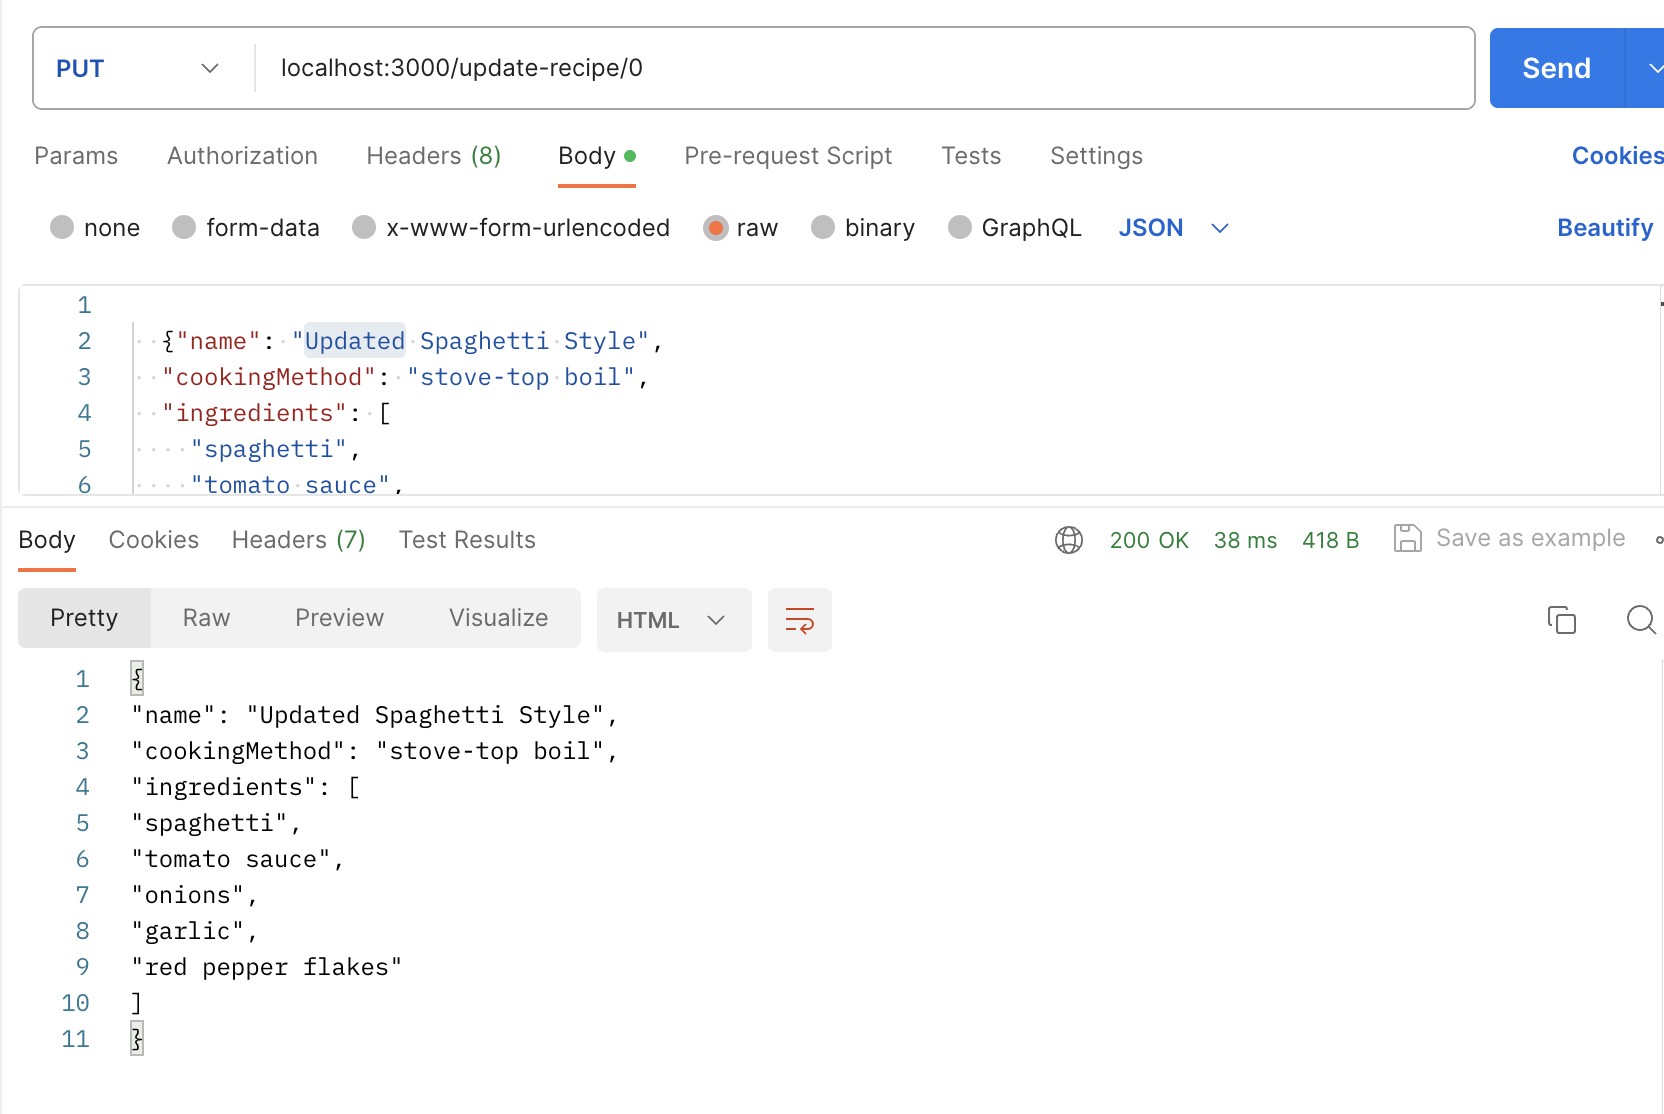 PUT localhost:3000/update-recipe/0 Send
Params Authorization Headers (8) Body Pre-request Script Tests Settings Cookies
none form-data x-www-form-urlencoded raw binary GraphQL JSON Beautify
1
2 {"name": "Updated Spaghetti Style",
3 "cookingMethod": "stove-top boil",
4 "ingredients": [
5 "spaghetti",
6 "tomato sauce",
Body Cookies Headers (7) Test Results 200 OK 38 ms 418 B Save as example
Pretty Raw Preview Visualize HTML
1 {
2 "name": "Updated Spaghetti Style",
3 "cookingMethod": "stove-top boil",
4 "ingredients": [
5 "spaghetti",
6 "tomato sauce",
7 "onions",
8 "garlic",
9 "red pepper flakes"
10 ]
11 }